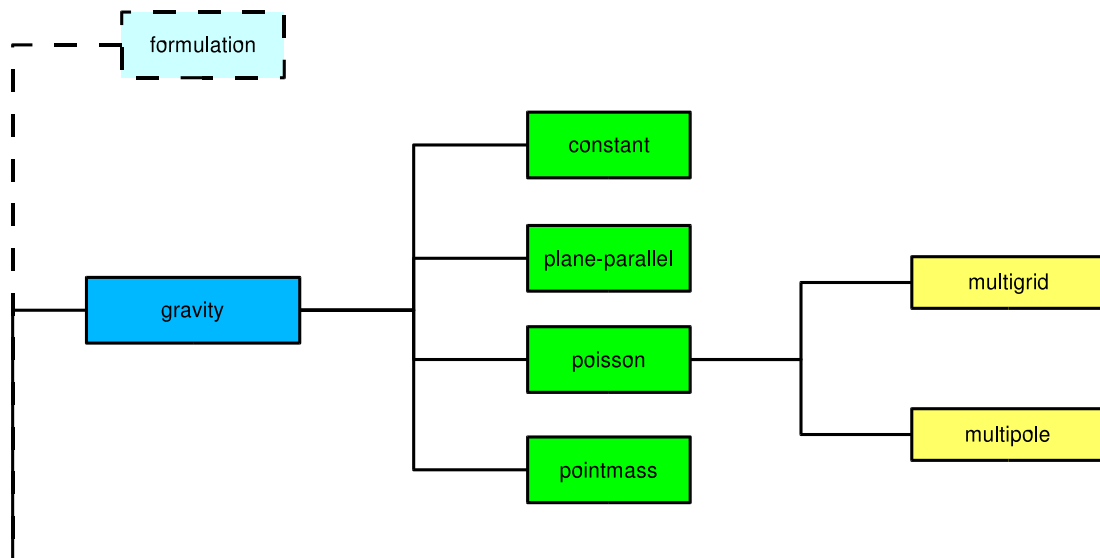 formulation
constant
plane-parallel
multigrid
gravity
poisson
multipole
pointmass